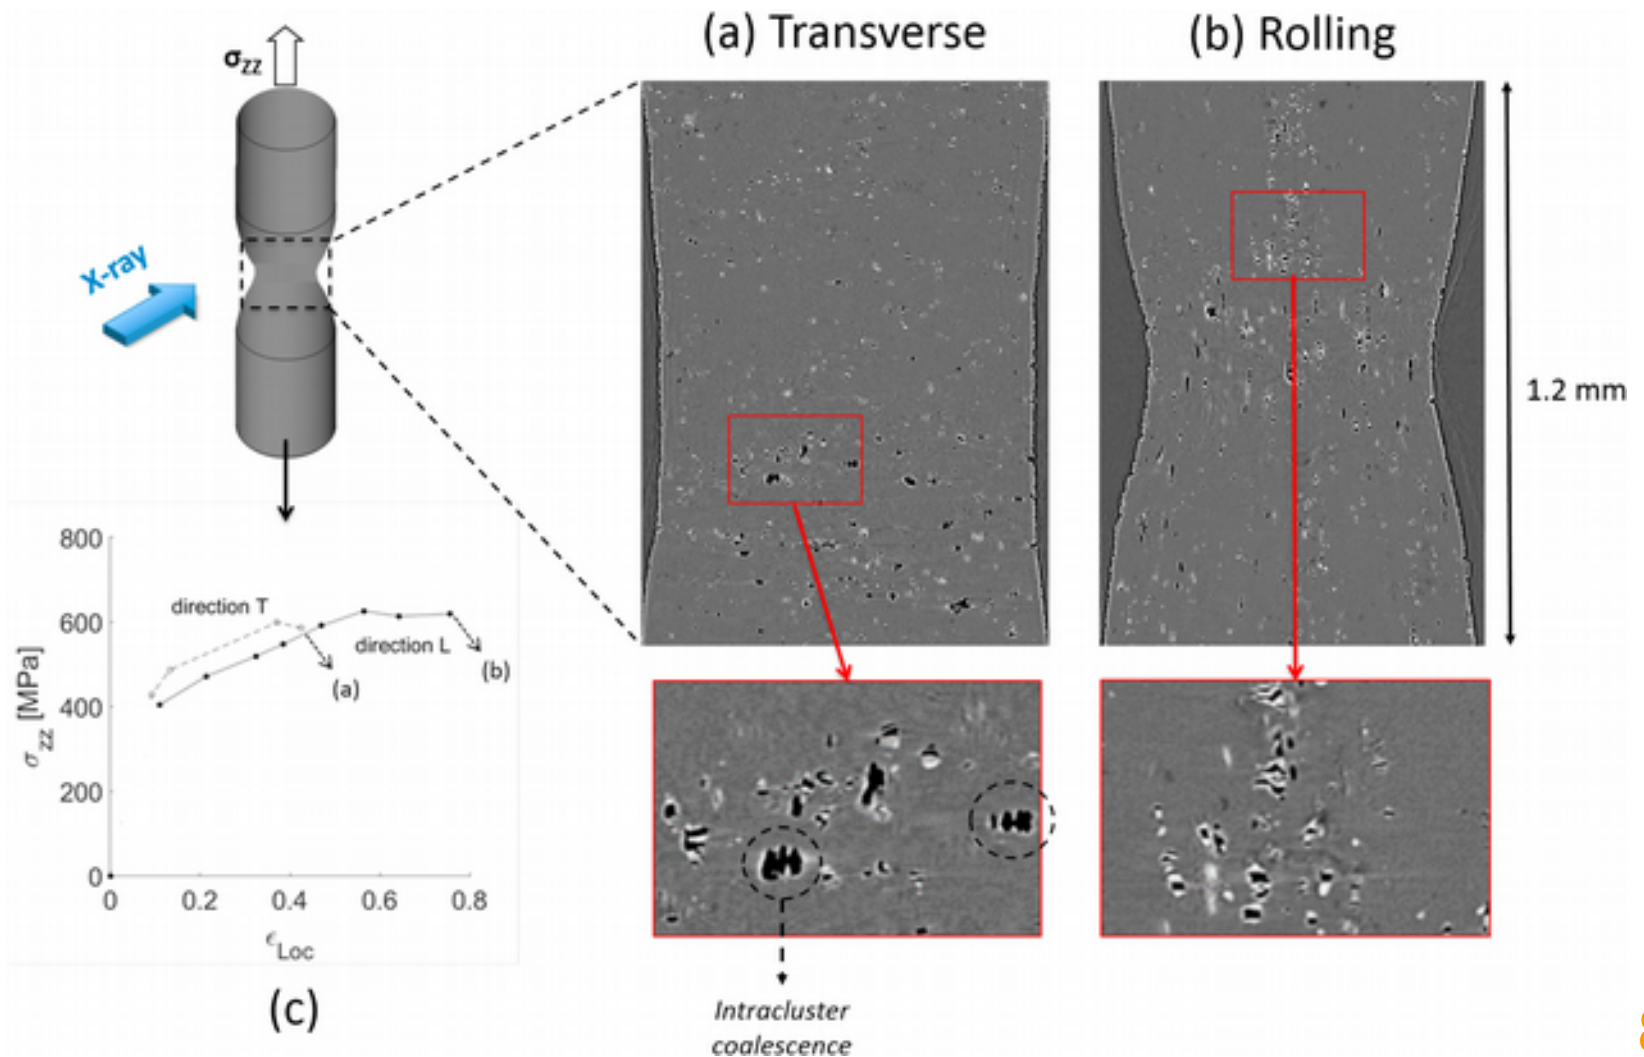 (a) Transverse
(b) Rolling
σzz
X-ray
1.2 mm
800
600
400
200
0
0
0.2
0.4
0.6
0.8
σzz [MPa]
ϵLoc
direction T
direction L
(a)
(b)
(c)
Intracluster
coalescence